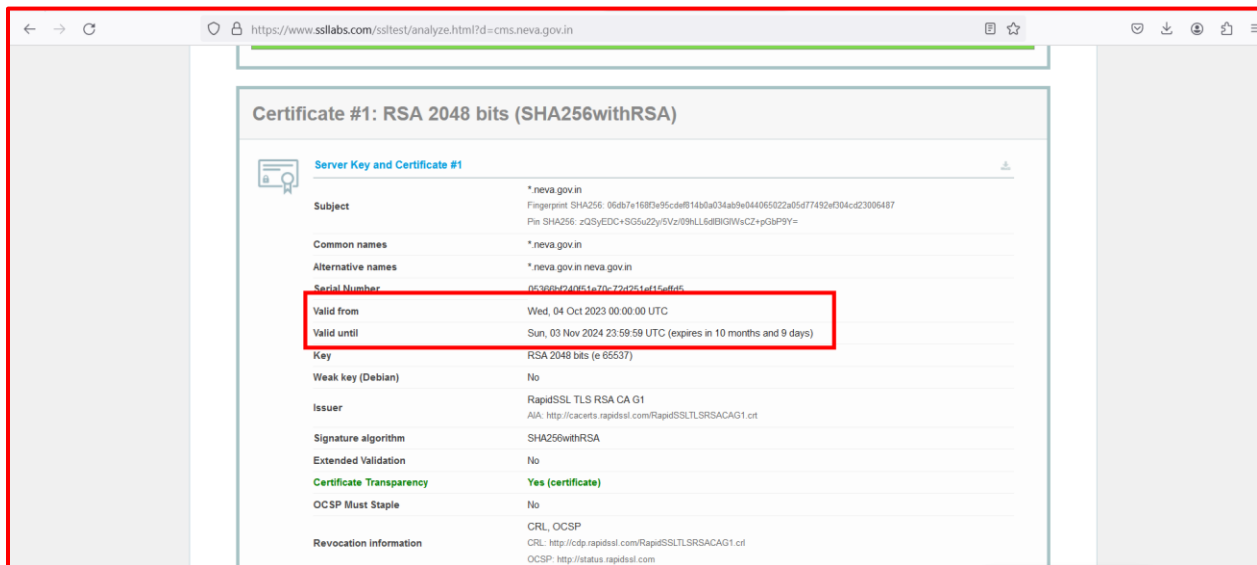 https://www.ssllabs.com/ssltest/analyze.html?d=cms.neva.gov.in
Certificate #1: RSA 2048 bits (SHA256withRSA)
Server Key and Certificate #1
Subject
*.neva.gov.in
Fingerprint SHA256: 06db7e168f3e95cdef814b0a034ab9e044065022a05d77492ef304cd23006487
Pin SHA256: zQSyEDC+SG5u22y/5Vz/09hLL6dIBIGIWsCZ+pGbP9Y=
Common names *.neva.gov.in
Alternative names *.neva.gov.in neva.gov.in
Serial Number 05366bf240f51e70c72d251ef15effd5
Valid from Wed, 04 Oct 2023 00:00:00 UTC
Valid until Sun, 03 Nov 2024 23:59:59 UTC (expires in 10 months and 9 days)
Key RSA 2048 bits (e 65537)
Weak key (Debian) No
Issuer
RapidSSL TLS RSA CA G1
AIA: http://cacerts.rapidssl.com/RapidSSLTLSRSACAG1.crt
Signature algorithm SHA256withRSA
Extended Validation No
Certificate Transparency Yes (certificate)
OCSP Must Staple No
Revocation information
CRL, OCSP
CRL: http://cdp.rapidssl.com/RapidSSLTLSRSACAG1.crl
OCSP: http://status.rapidssl.com